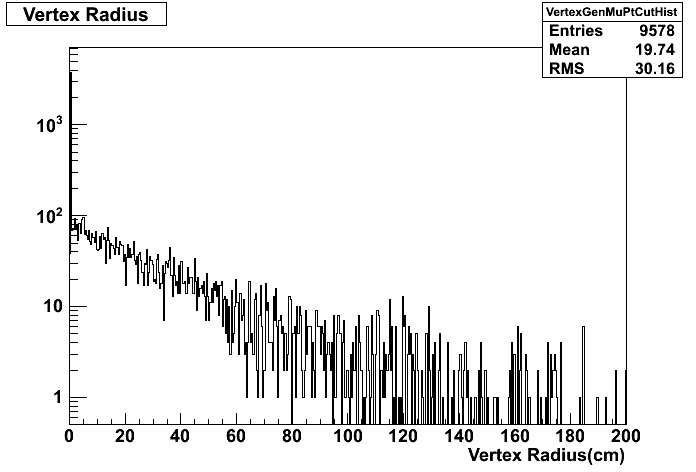 Vertex Radius
VertexGenMuPtCutHist
Entries 9578
Mean 19.74
RMS 30.16
10³
10²
10
1
0 20 40 60 80 100 120 140 160 180 200
Vertex Radius(cm)